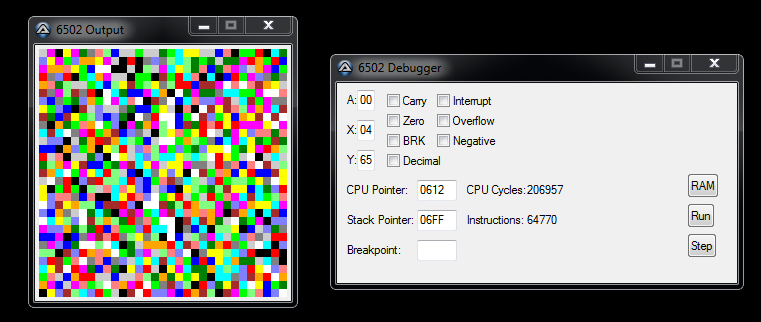 6502 Output
6502 Debugger
A: 00 Carry Interrupt
Zero Overflow
X: 04
BRK Negative
Y: 65 Decimal
CPU Pointer: 0612 CPU Cycles: 206957 RAM
Stack Pointer: 06FF Instructions: 64770 Run
Breakpoint: Step